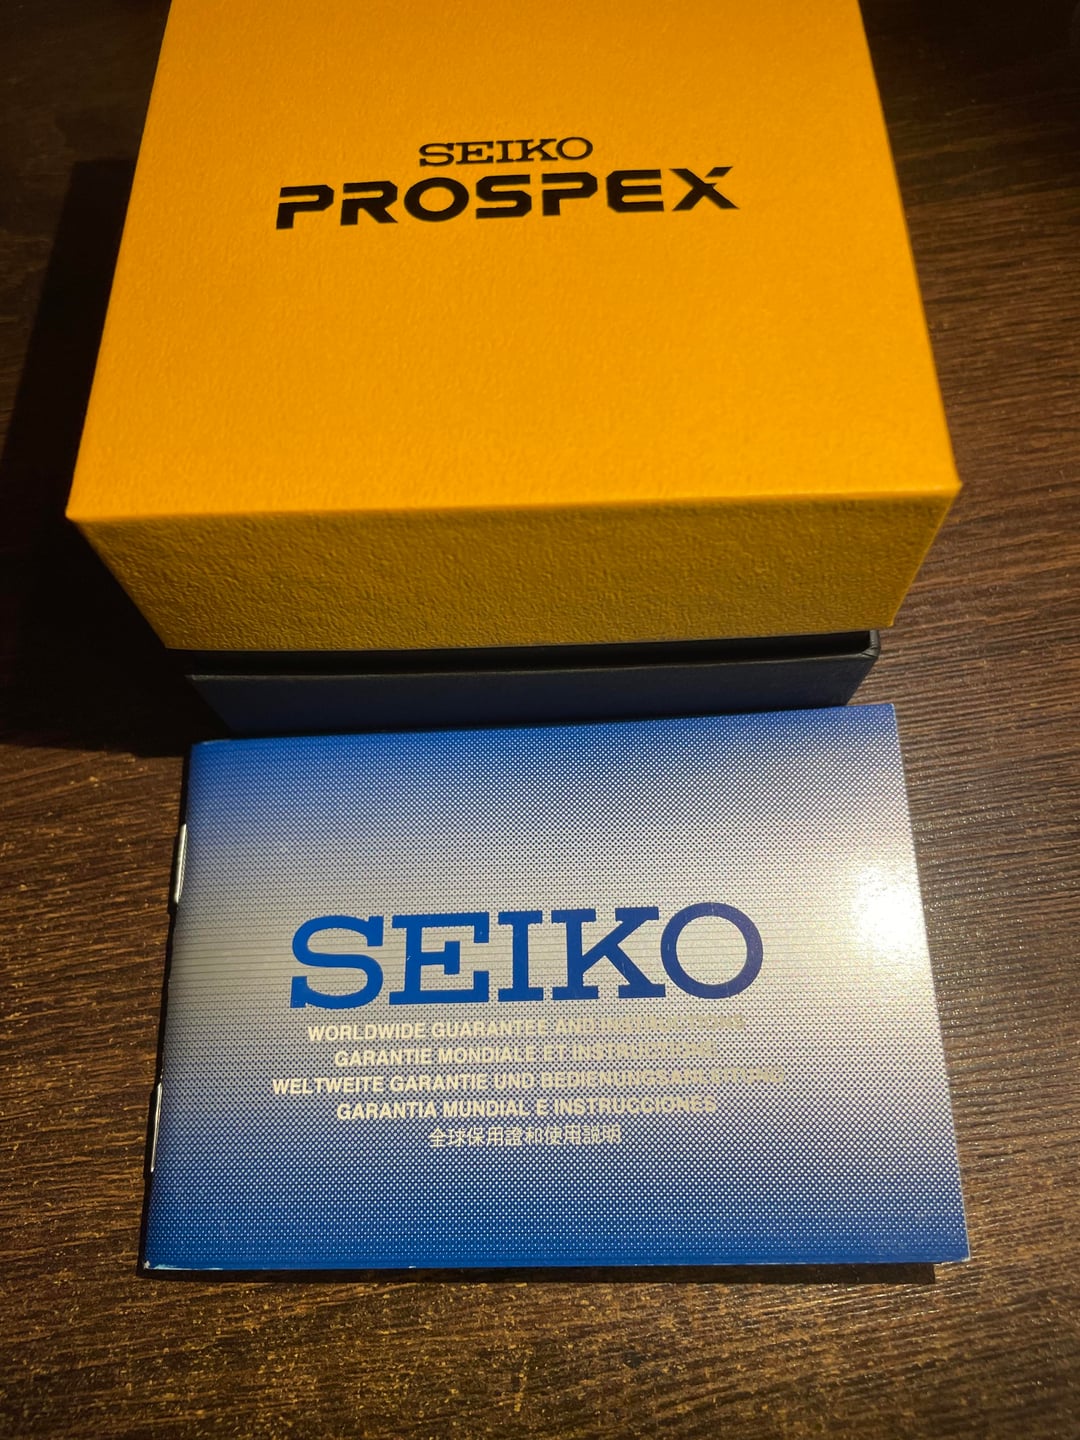 SEIKO
PROSPEX
SEIKO
WORLDWIDE GUARANTEE AND INSTRUCTIONS
GARANTIE MONDIALE ET INSTRUCTIONS
WELTWEITE GARANTIE UND BEDIENUNGSANLEITUNG
GARANTIA MUNDIAL E INSTRUCCIONES
全球保用證和使用説明